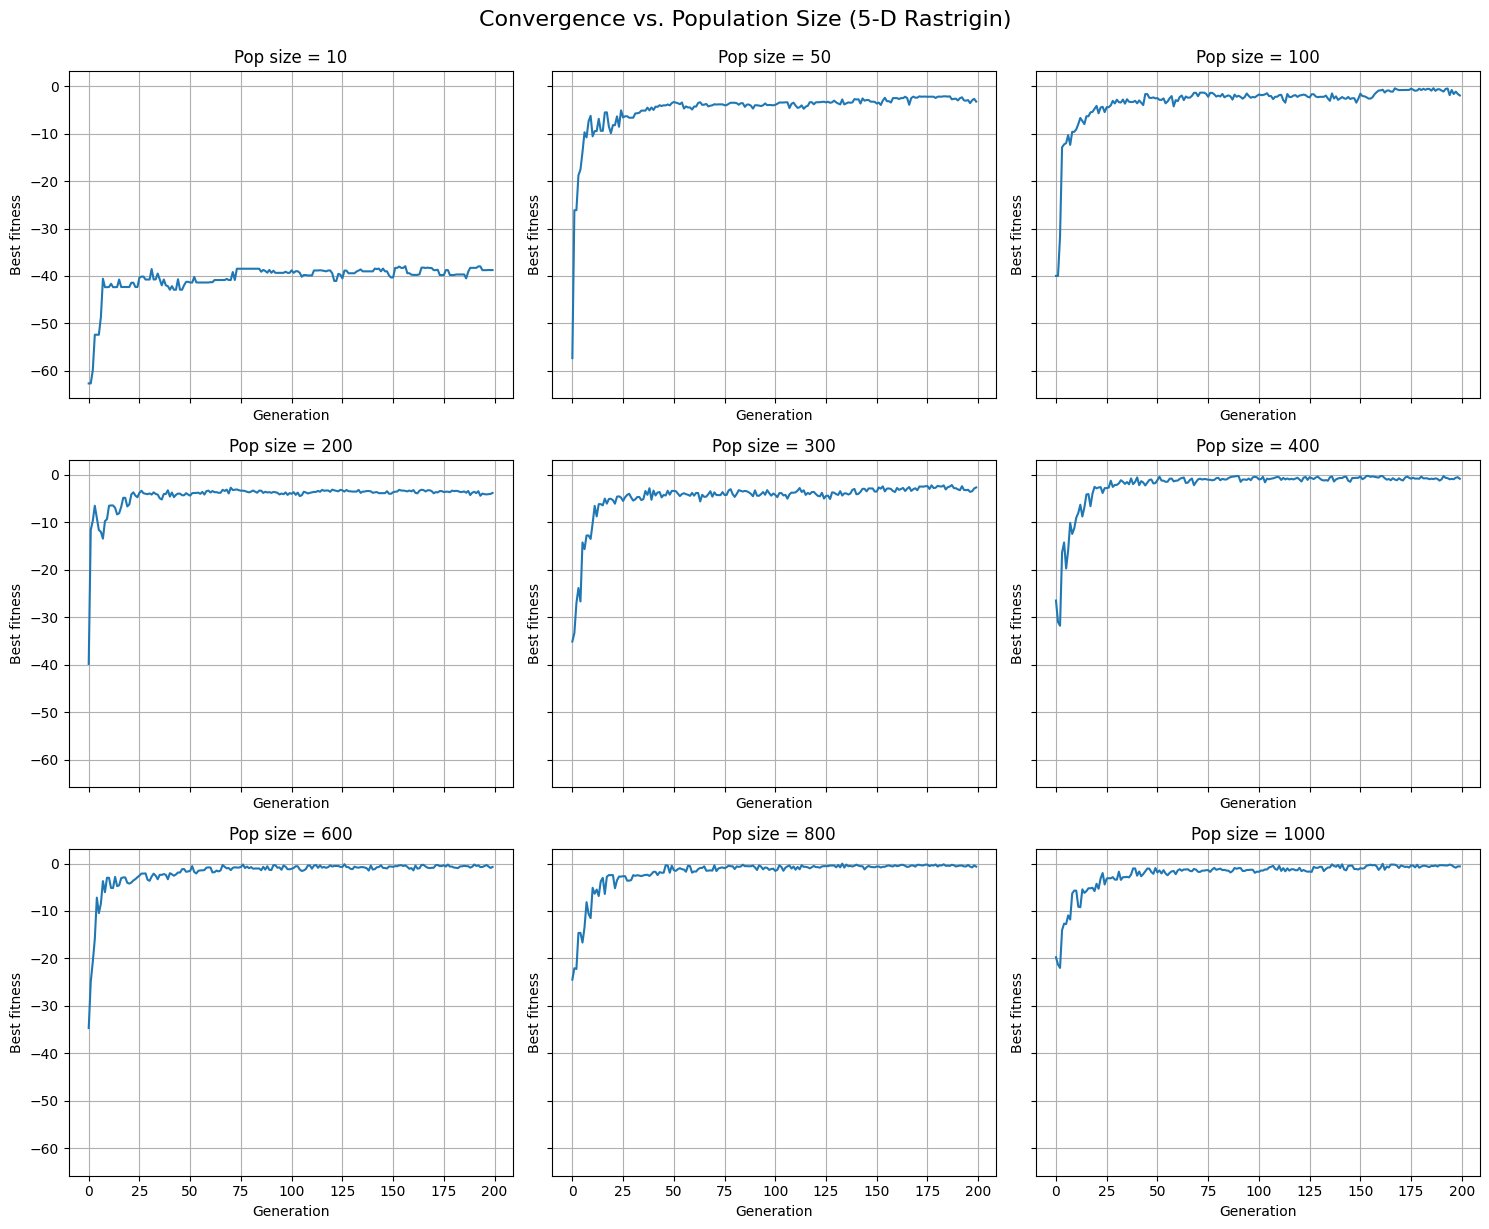 Convergence vs. Population Size (5-D Rastrigin)
Pop size = 10
0
−10
−20
−30
−40
−50
−60
Best fitness
Generation
Pop size = 50
Best fitness
Generation
Pop size = 100
Best fitness
Generation
Pop size = 200
0
−10
−20
−30
−40
−50
−60
Best fitness
Generation
Pop size = 300
Best fitness
Generation
Pop size = 400
Best fitness
Generation
Pop size = 600
0
−10
−20
−30
−40
−50
−60
Best fitness
0 25 50 75 100 125 150 175 200
Generation
Pop size = 800
Best fitness
0 25 50 75 100 125 150 175 200
Generation
Pop size = 1000
Best fitness
0 25 50 75 100 125 150 175 200
Generation